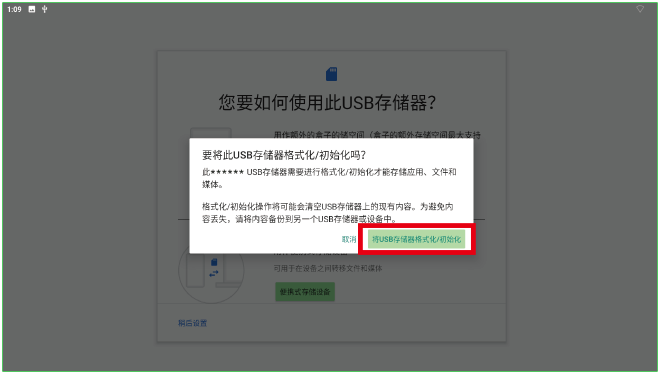 1:09
您要如何使用此USB存储器？
用作额外的盒子的储空间（盒子的额外存储空间最大支持
要将此USB存储器格式化/初始化吗？
此****** USB存储器需要进行格式化/初始化才能存储应用、文件和
媒体。
格式化/初始化操作将可能会清空USB存储器上的现有内容。为避免内
容丢失，请将内容备份到另一个USB存储器或设备中。
取消
将USB存储器格式化/初始化
可用于在设备之间转移文件和媒体
便携式存储设备
稍后设置